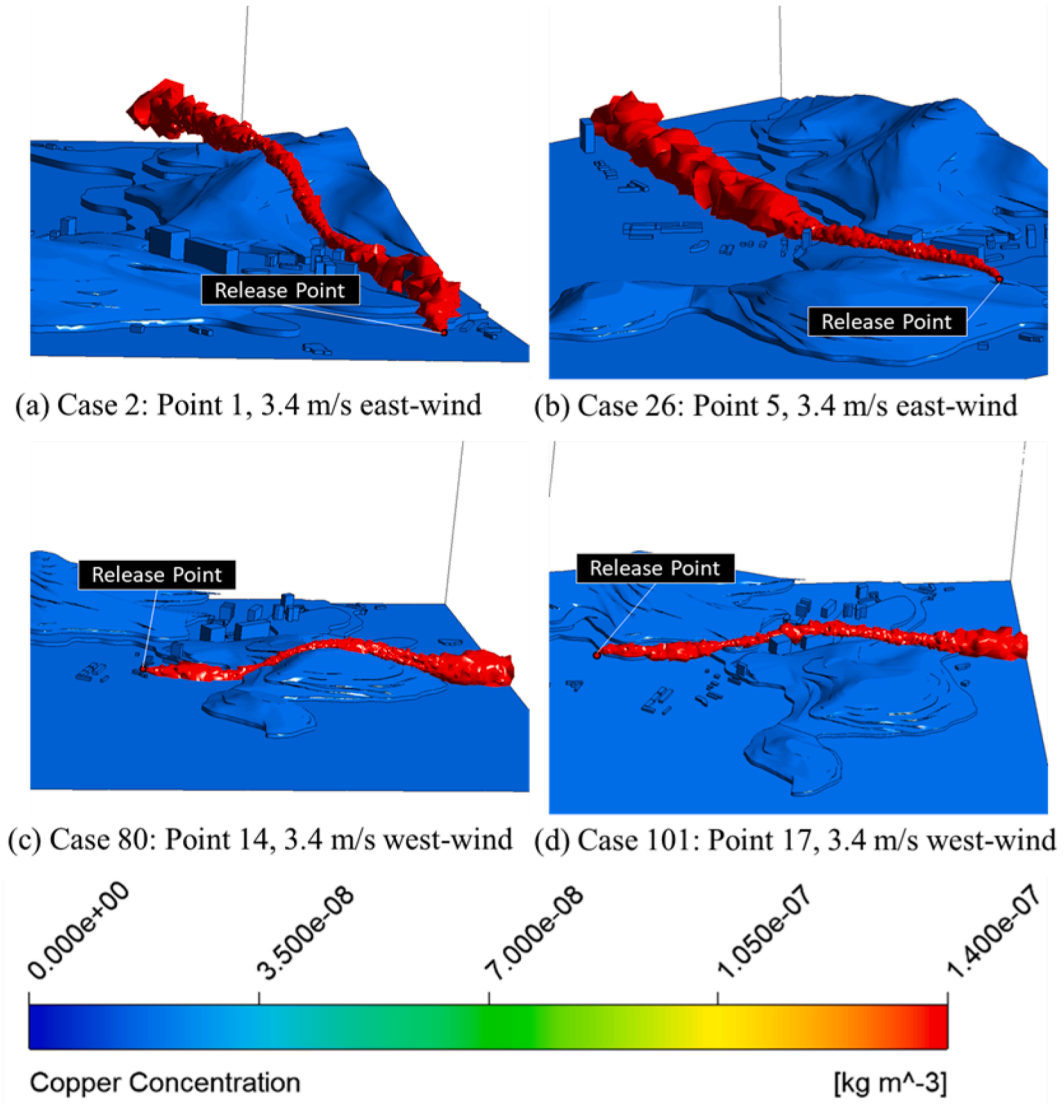 Release Point
Release Point
(a) Case 2: Point 1, 3.4 m/s east-wind
(b) Case 26: Point 5, 3.4 m/s east-wind
Release Point
Release Point
(c) Case 80: Point 14, 3.4 m/s west-wind
(d) Case 101: Point 17, 3.4 m/s west-wind
0.000e+00
3.500e-08
7.000e-08
1.050e-07
1.400e-07
Copper Concentration
[kg m^-3]